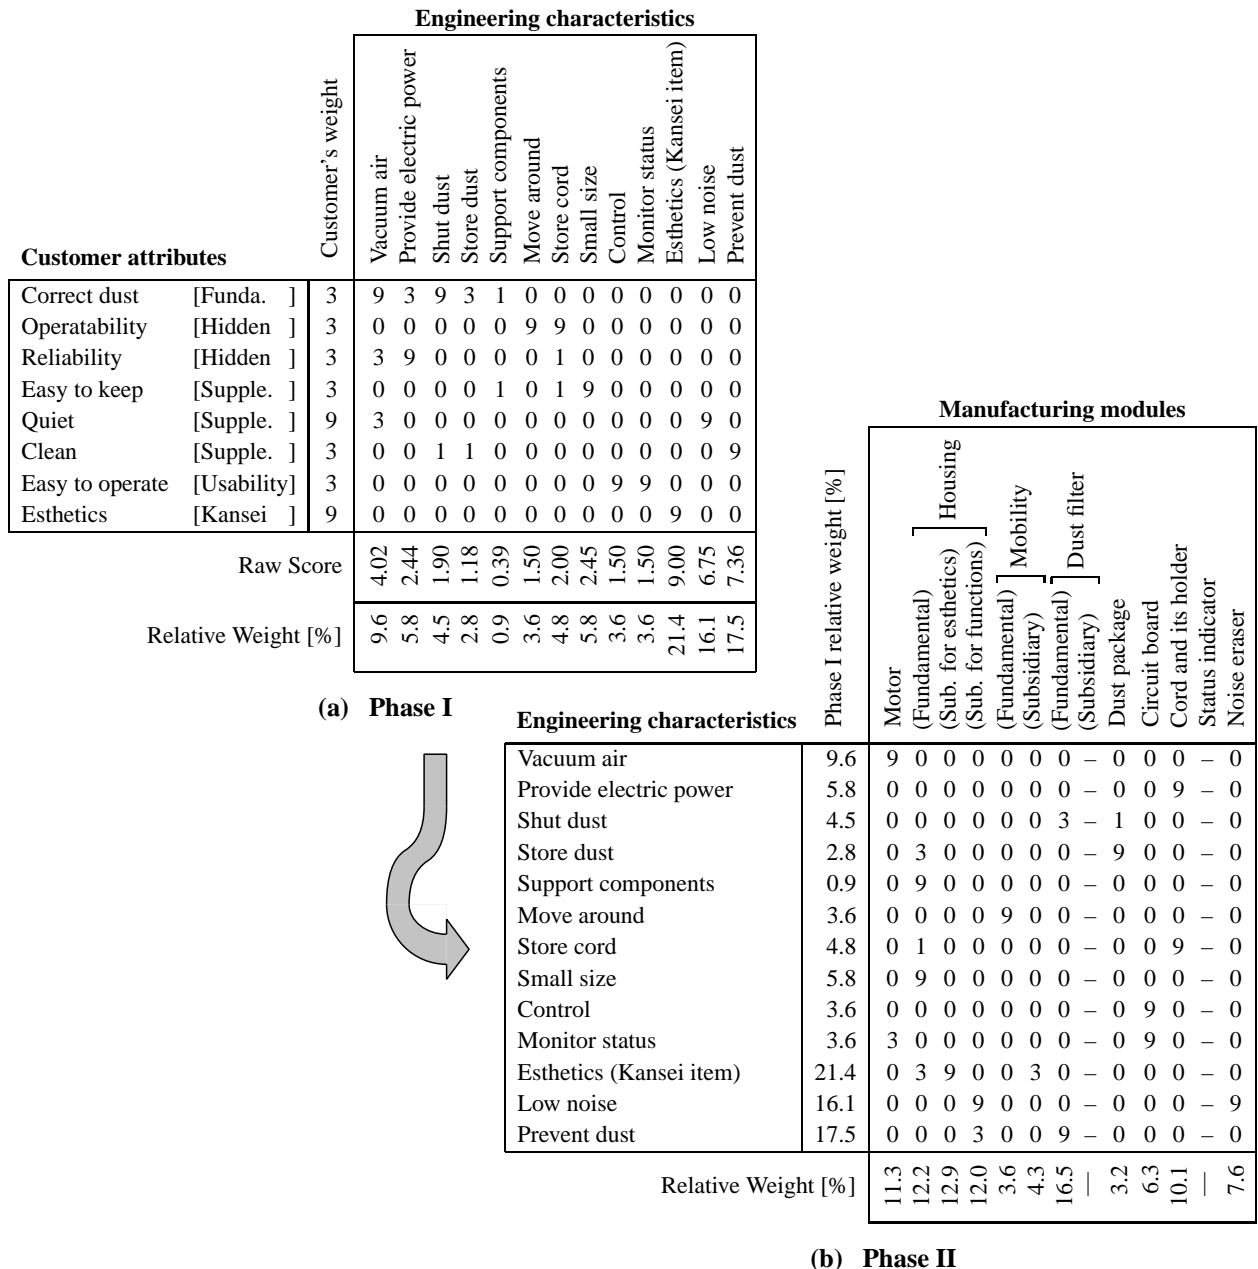 Engineering characteristics
Customer attributes
Customer's weight
Vacuum air
Provide electric power
Shut dust
Store dust
Support components
Move around
Store cord
Small size
Control
Monitor status
Esthetics (Kansei item)
Low noise
Prevent dust
Correct dust [Funda. ] 3 9 3 9 3 1 0 0 0 0 0 0 0 0
Operatability [Hidden ] 3 0 0 0 0 0 9 9 0 0 0 0 0 0
Reliability [Hidden ] 3 3 9 0 0 0 0 1 0 0 0 0 0 0
Easy to keep [Supple. ] 3 0 0 0 0 1 0 1 9 0 0 0 0 0
Quiet [Supple. ] 9 3 0 0 0 0 0 0 0 0 0 0 9 0
Clean [Supple. ] 3 0 0 1 1 0 0 0 0 0 0 0 0 9
Easy to operate [Usability] 3 0 0 0 0 0 0 0 0 9 9 0 0 0
Esthetics [Kansei ] 9 0 0 0 0 0 0 0 0 0 0 9 0 0
Raw Score 4.02 2.44 1.90 1.18 0.39 1.50 2.00 2.45 1.50 1.50 9.00 6.75 7.36
Relative Weight [%] 9.6 5.8 4.5 2.8 0.9 3.6 4.8 5.8 3.6 3.6 21.4 16.1 17.5
(a) Phase I
Manufacturing modules
Engineering characteristics
Phase I relative weight [%]
Motor
Housing
(Fundamental)
(Sub. for esthetics)
(Sub. for functions)
Mobility
(Fundamental)
(Subsidiary)
Dust filter
(Fundamental)
(Subsidiary)
Dust package
Circuit board
Cord and its holder
Status indicator
Noise eraser
Vacuum air 9.6 9 0 0 0 0 0 0 – 0 0 0 – 0
Provide electric power 5.8 0 0 0 0 0 0 0 – 0 0 9 – 0
Shut dust 4.5 0 0 0 0 0 0 3 – 1 0 0 – 0
Store dust 2.8 0 3 0 0 0 0 0 – 9 0 0 – 0
Support components 0.9 0 9 0 0 0 0 0 – 0 0 0 – 0
Move around 3.6 0 0 0 0 9 0 0 – 0 0 0 – 0
Store cord 4.8 0 1 0 0 0 0 0 – 0 0 9 – 0
Small size 5.8 0 9 0 0 0 0 0 – 0 0 0 – 0
Control 3.6 0 0 0 0 0 0 0 – 0 9 0 – 0
Monitor status 3.6 3 0 0 0 0 0 0 – 0 9 0 – 0
Esthetics (Kansei item) 21.4 0 3 9 0 0 3 0 – 0 0 0 – 0
Low noise 16.1 0 0 0 9 0 0 0 – 0 0 0 – 9
Prevent dust 17.5 0 0 0 3 0 0 9 – 0 0 0 – 0
Relative Weight [%] 11.3 12.2 12.9 12.0 3.6 4.3 16.5 — 3.2 6.3 10.1 — 7.6
(b) Phase II